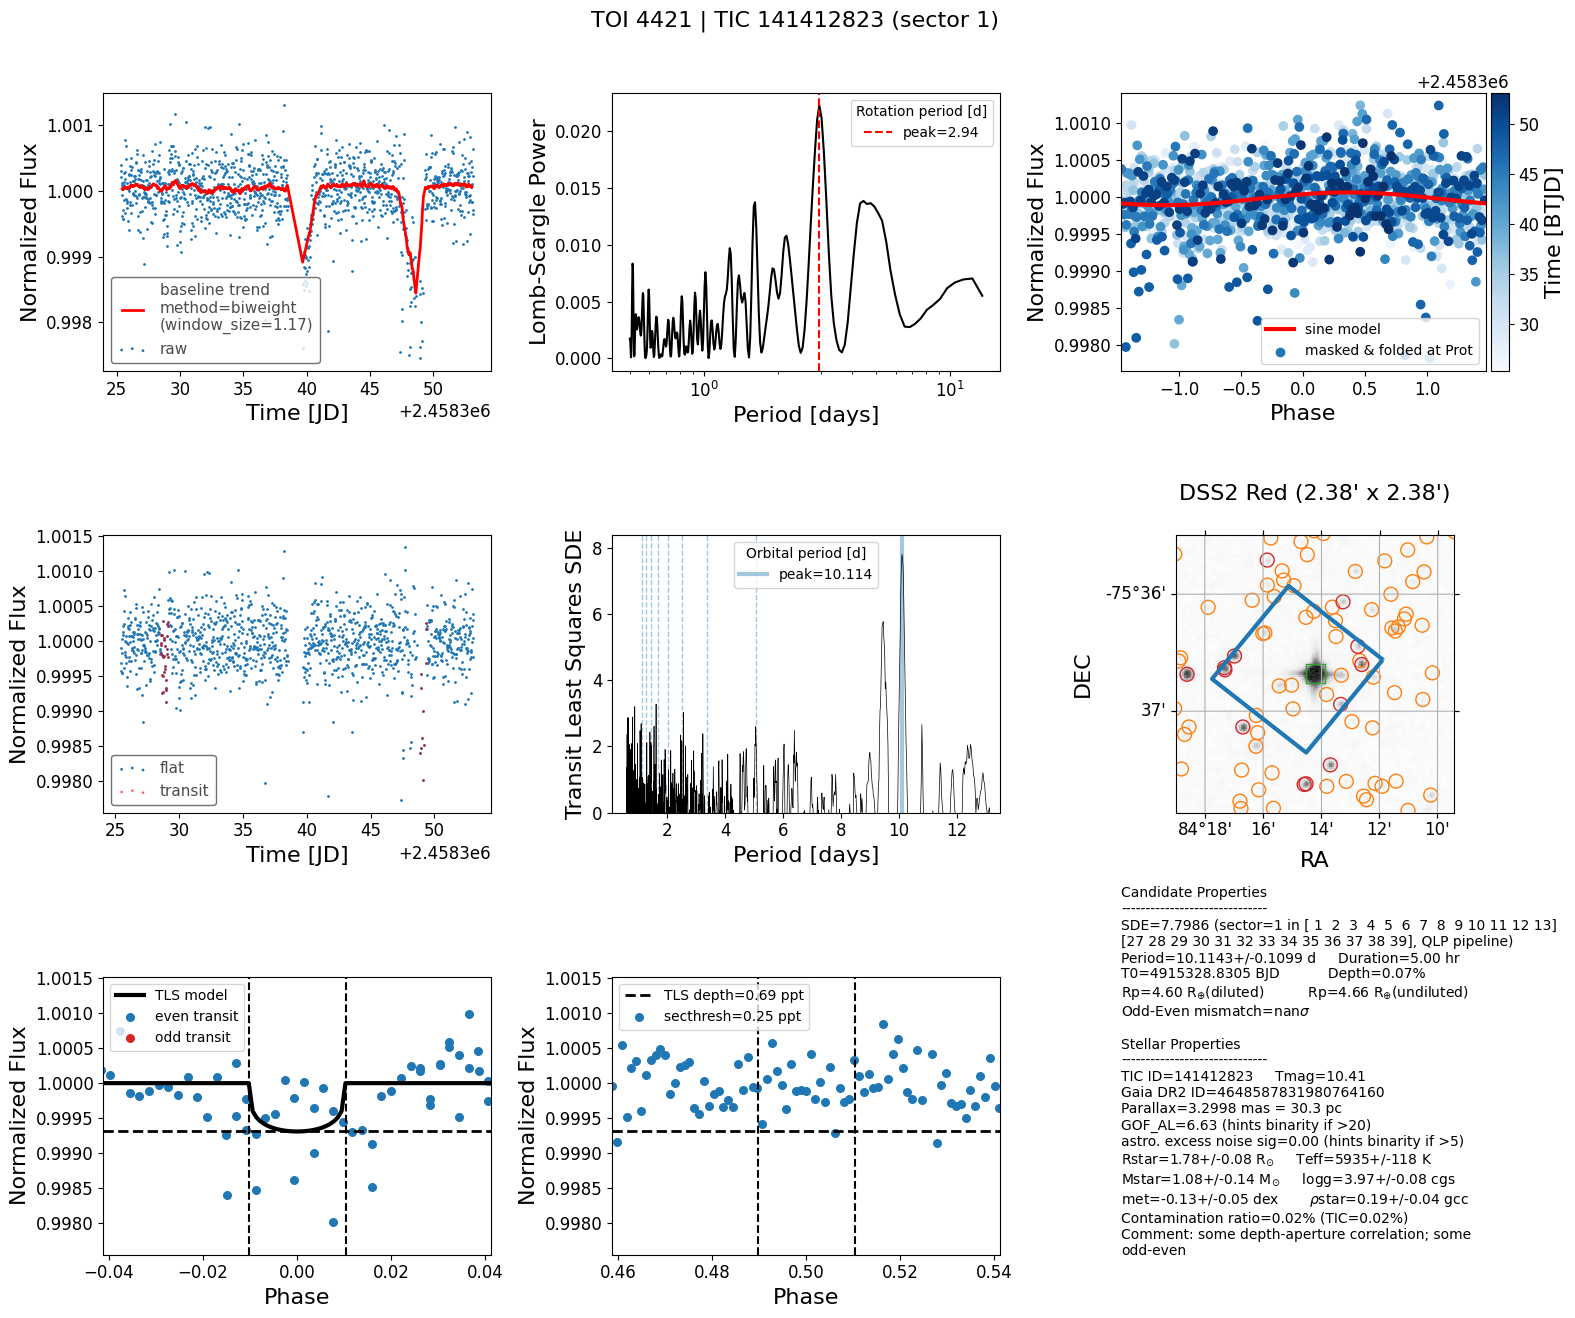 TOI 4421 | TIC 141412823 (sector 1)
Normalized Flux
1.001
1.000
0.999
0.998
baseline trend
method=biweight
(window_size=1.17)
raw
25 30 35 40 45 50
Time [JD]
+2.4583e6
Lomb-Scargle Power
0.020
0.015
0.010
0.005
0.000
Rotation period [d]
peak=2.94
10⁰ 10¹
Period [days]
+2.4583e6
Normalized Flux
1.0010
1.0005
1.0000
0.9995
0.9990
0.9985
0.9980
sine model
masked & folded at Prot
−1.0 −0.5 0.0 0.5 1.0
Phase
50
45
40
35
30
Time [BTJD]
Normalized Flux
1.0015
1.0010
1.0005
1.0000
0.9995
0.9990
0.9985
0.9980
flat
transit
25 30 35 40 45 50
Time [JD]
+2.4583e6
Transit Least Squares SDE
8
6
4
2
0
Orbital period [d]
peak=10.114
2 4 6 8 10 12
Period [days]
DSS2 Red (2.38' x 2.38')
DEC
-75°36'
37'
84°18' 16' 14' 12' 10'
RA
Normalized Flux
1.0015
1.0010
1.0005
1.0000
0.9995
0.9990
0.9985
0.9980
TLS model
even transit
odd transit
−0.04 −0.02 0.00 0.02 0.04
Phase
Normalized Flux
1.0015
1.0010
1.0005
1.0000
0.9995
0.9990
0.9985
0.9980
TLS depth=0.69 ppt
secthresh=0.25 ppt
0.46 0.48 0.50 0.52 0.54
Phase
Candidate Properties
------------------------------
SDE=7.7986 (sector=1 in [ 1 2 3 4 5 6 7 8 9 10 11 12 13]
[27 28 29 30 31 32 33 34 35 36 37 38 39], QLP pipeline)
Period=10.1143+/-0.1099 d Duration=5.00 hr
T0=4915328.8305 BJD Depth=0.07%
Rp=4.60 R⊕(diluted) Rp=4.66 R⊕(undiluted)
Odd-Even mismatch=nanσ
Stellar Properties
------------------------------
TIC ID=141412823 Tmag=10.41
Gaia DR2 ID=4648587831980764160
Parallax=3.2998 mas = 30.3 pc
GOF_AL=6.63 (hints binarity if >20)
astro. excess noise sig=0.00 (hints binarity if >5)
Rstar=1.78+/-0.08 R⊙ Teff=5935+/-118 K
Mstar=1.08+/-0.14 M⊙ logg=3.97+/-0.08 cgs
met=-0.13+/-0.05 dex ρstar=0.19+/-0.04 gcc
Contamination ratio=0.02% (TIC=0.02%)
Comment: some depth-aperture correlation; some
odd-even